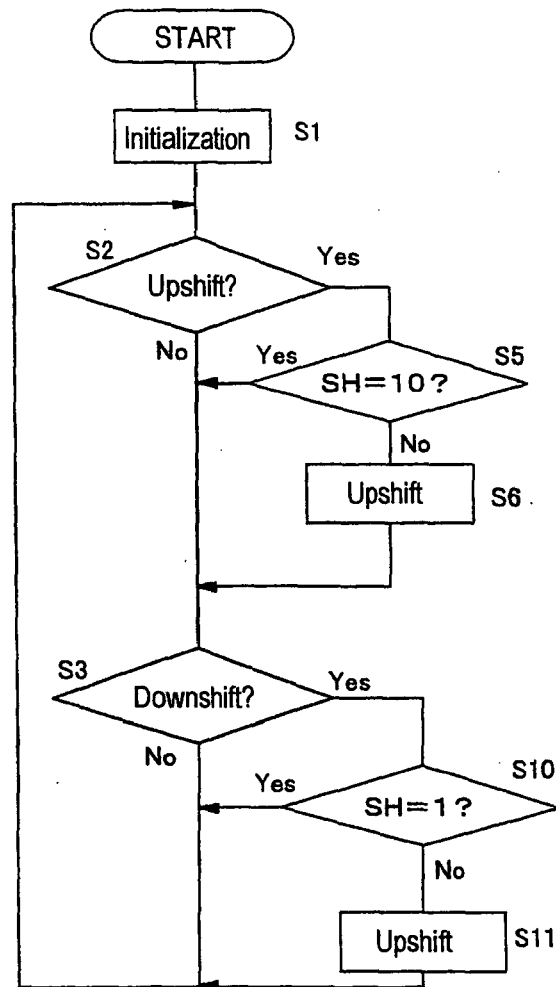 START
Initialization S1
S2 Yes
Upshift?
No Yes S5
SH=10?
No
Upshift S6
S3 Yes
Downshift?
No Yes S10
SH=1?
No
Upshift S11